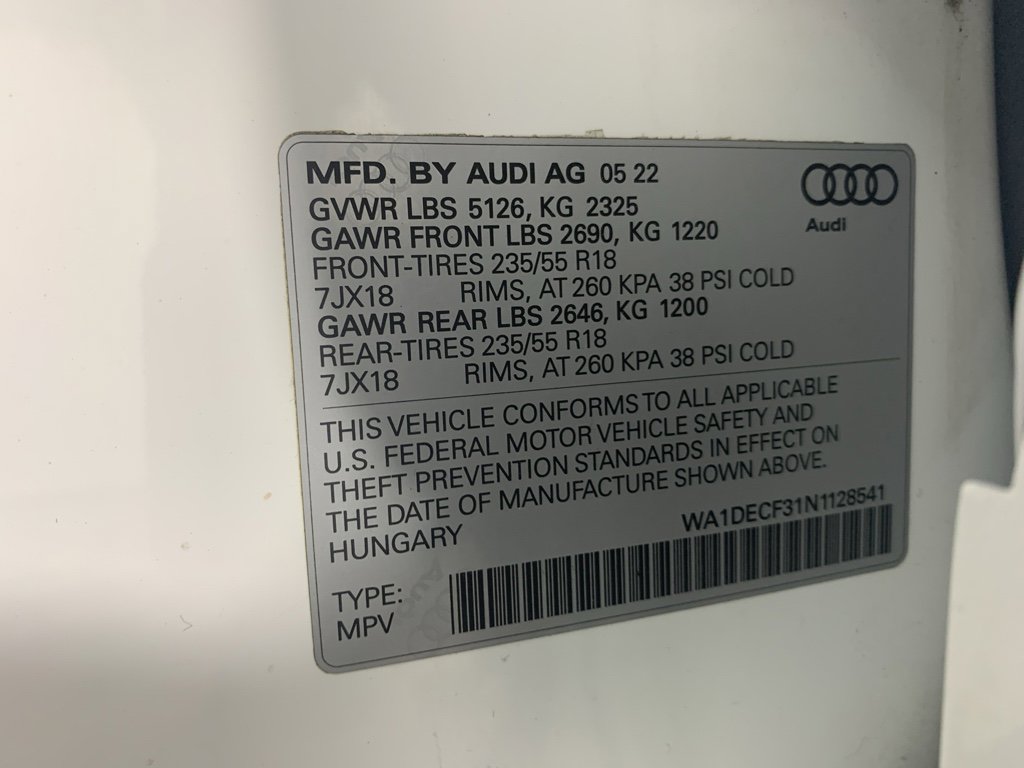 MFD. BY AUDI AG 05 22
GVWR LBS 5126, KG 2325
GAWR FRONT LBS 2690, KG 1220
FRONT-TIRES 235/55 R18
7JX18 RIMS, AT 260 KPA 38 PSI COLD
GAWR REAR LBS 2646, KG 1200
REAR-TIRES 235/55 R18
7JX18 RIMS, AT 260 KPA 38 PSI COLD
Audi
THIS VEHICLE CONFORMS TO ALL APPLICABLE
U.S. FEDERAL MOTOR VEHICLE SAFETY AND
THEFT PREVENTION STANDARDS IN EFFECT ON
THE DATE OF MANUFACTURE SHOWN ABOVE.
HUNGARY WA1DECF31N1128541
TYPE:
MPV